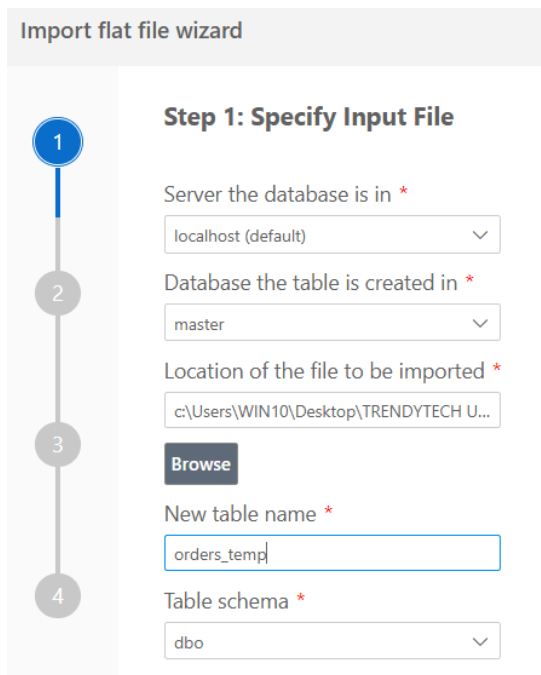 Import flat file wizard
1
Step 1: Specify Input File
Server the database is in *
localhost (default)
2
Database the table is created in *
master
Location of the file to be imported *
c:\Users\WIN10\Desktop\TRENDYTECH U...
3
Browse
New table name *
orders_temp
4
Table schema *
dbo